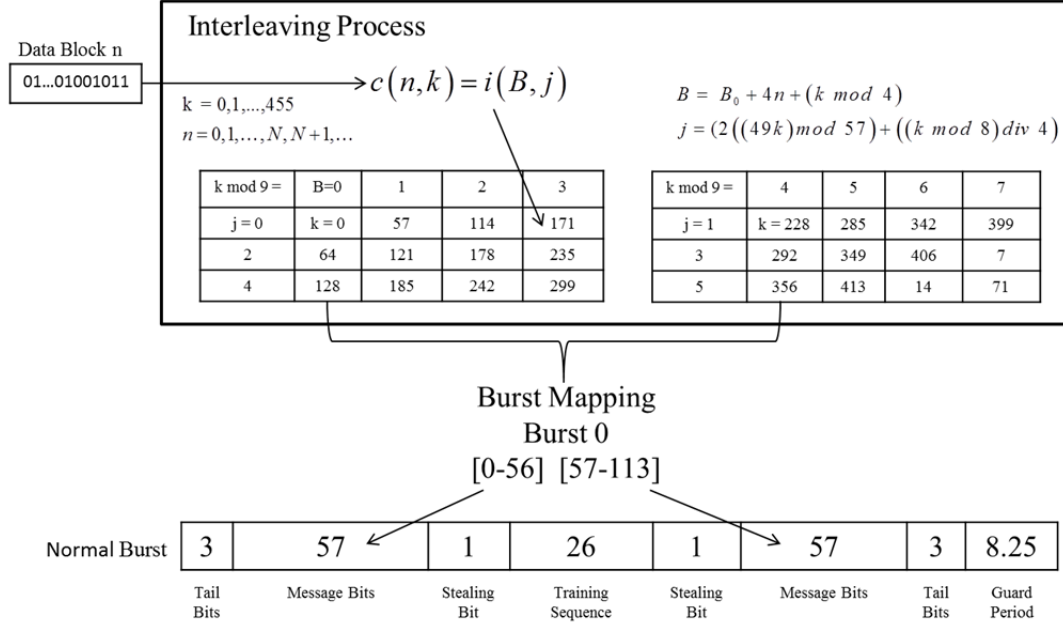 Interleaving Process
Data Block n
01...01001011
c(n,k) = i(B,j)
k = 0,1,...,455
n=0,1,...,N,N+1,...
B = B₀ + 4n + (k mod 4)
j = (2((49k)mod 57) + ((k mod 8)div 4)
k mod 9 = B=0 1 2 3
j = 0 k = 0 57 114 171
2 64 121 178 235
4 128 185 242 299
k mod 9 = 4 5 6 7
j = 1 k = 228 285 342 399
3 292 349 406 7
5 356 413 14 71
Burst Mapping
Burst 0
[0-56] [57-113]
Normal Burst 3 57 1 26 1 57 3 8.25
Tail Bits
Message Bits
Stealing Bit
Training Sequence
Stealing Bit
Message Bits
Tail Bits
Guard Period